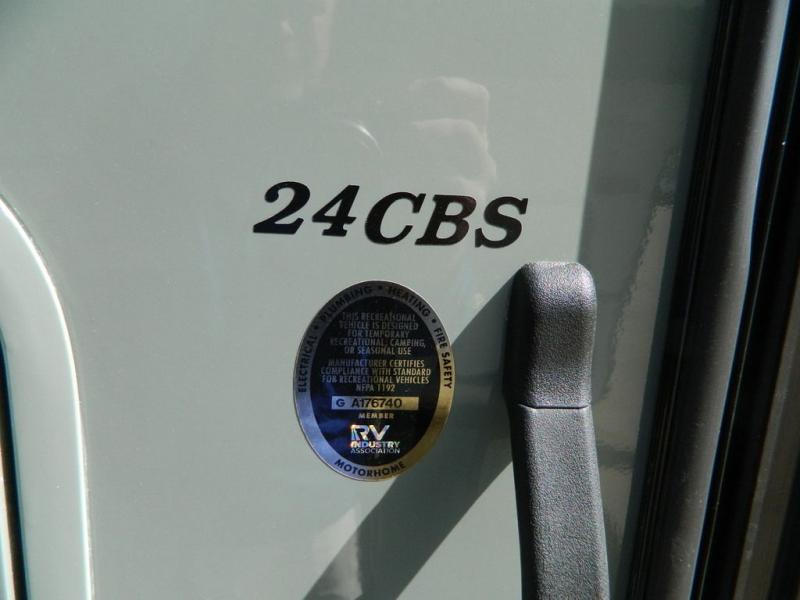 24CBS
ELECTRICAL • PLUMBING • HEATING • FIRE SAFETY
THIS RECREATIONAL
VEHICLE IS DESIGNED
FOR TEMPORARY
RECREATIONAL, CAMPING,
OR SEASONAL USE
MANUFACTURER CERTIFIES
COMPLIANCE WITH STANDARD
FOR RECREATIONAL VEHICLES
NFPA 1192
G A176740
MEMBER
RV
INDUSTRY
ASSOCIATION
MOTORHOME